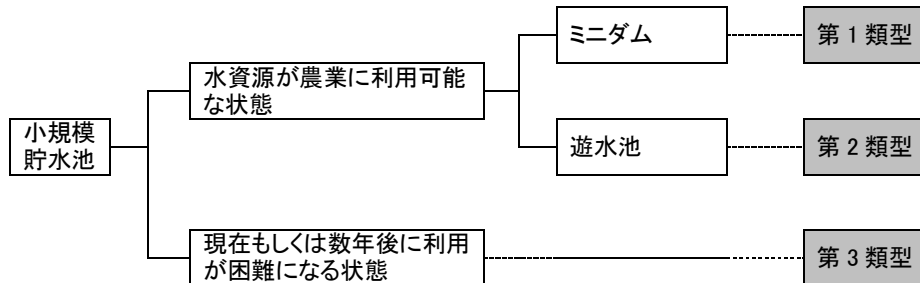 小規模
貯水池
水資源が農業に利用可能
な状態
ミニダム
第1類型
遊水池
第2類型
現在もしくは数年後に利用
が困難になる状態
第3類型